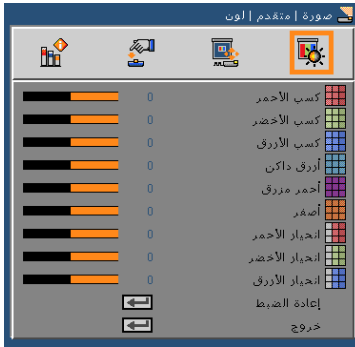 صورة | متقدم | لون
كسب الأحمر 0
كسب الأخضر 0
كسب الأزرق 0
أزرق داكن 0
أحمر مزرق 0
أصفر 0
انحياز الأحمر 0
انحياز الأخضر 0
انحياز الأزرق 0
إعادة الضبط
خروج